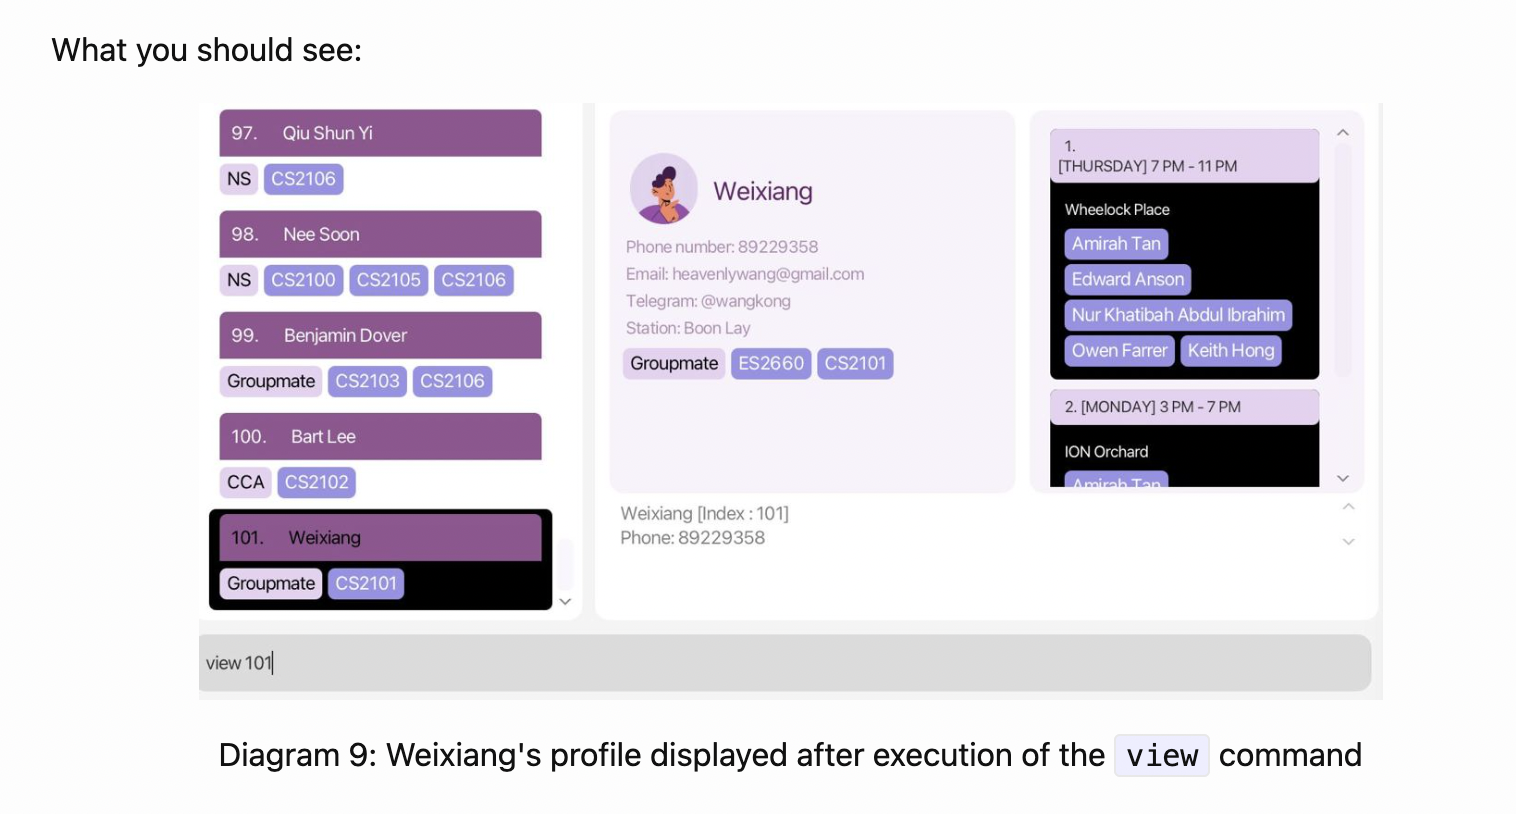 What you should see:
97. Qiu Shun Yi
NS CS2106
98. Nee Soon
NS CS2100 CS2105 CS2106
99. Benjamin Dover
Groupmate CS2103 CS2106
100. Bart Lee
CCA CS2102
101. Weixiang
Groupmate CS2101
Weixiang
Phone number: 89229358
Email: heavenlywang@gmail.com
Telegram: @wangkong
Station: Boon Lay
Groupmate ES2660 CS2101
1.
[THURSDAY] 7 PM - 11 PM
Wheelock Place
Amirah Tan
Edward Anson
Nur Khatibah Abdul Ibrahim
Owen Farrer Keith Hong
2. [MONDAY] 3 PM - 7 PM
ION Orchard
Amirah Tan
Weixiang [Index : 101]
Phone: 89229358
view 101
Diagram 9: Weixiang's profile displayed after execution of the view command